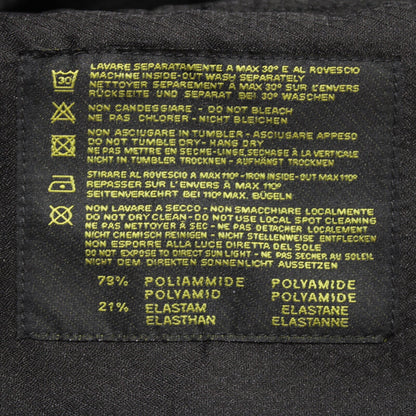 30°
LAVARE SEPARATAMENTE A MAX 30° E AL ROVESCIO
MACHINE INSIDE-OUT WASH SEPARATELY
NETTOYER SEPAREMENT A MAX 30° SUR L'ENVERS
RÜCKSEITE UND SEPARAT BEI 30° WASCHEN
NON CANDEGGIARE - DO NOT BLEACH
NE PAS CHLORER - NICHT BLEICHEN
NON ASCIUGARE IN TUMBLER - ASCIUGARE APPESO
DO NOT TUMBLE DRY - HANG DRY
NE PAS METTRE EN SECHE-LINGE, SECHAGE À LA VERTICALE
NICHT IN TUMBLER TROCKNEN - AUFHÄNGT TROCKNEN
STIRARE AL ROVESCIO A MAX 110° - IRON INSIDE-OUT MAX 110°
REPASSER SUR L'ENVERS À MAX 110°
SEITENVERKEHRT BEI 110° MAX. BÜGELN
NON LAVARE A SECCO - NON SMACCHIARE LOCALMENTE
DO NOT DRY CLEAN - DO NOT USE LOCAL SPOT CLEANING
NE PAS NETTOYER A SEC - NE PAS DETACHER LOCALEMENT
NICHT CHEMISCH REINIGEN - NICHT STELLENWEISE ENTFLECKEN
NON ESPORRE ALLA LUCE DIRETTA DEL SOLE
DO NOT EXPOSE TO DIRECT SUN LIGHT - NE PAS SECHER AU SOLEIL
NICHT DEM DIREKTEN SONNENLICHT AUSSETZEN
79% POLIAMMIDE POLYAMIDE
POLYAMID POLYAMIDE
21% ELASTAM ELASTANE
ELASTHAN ELASTANNE